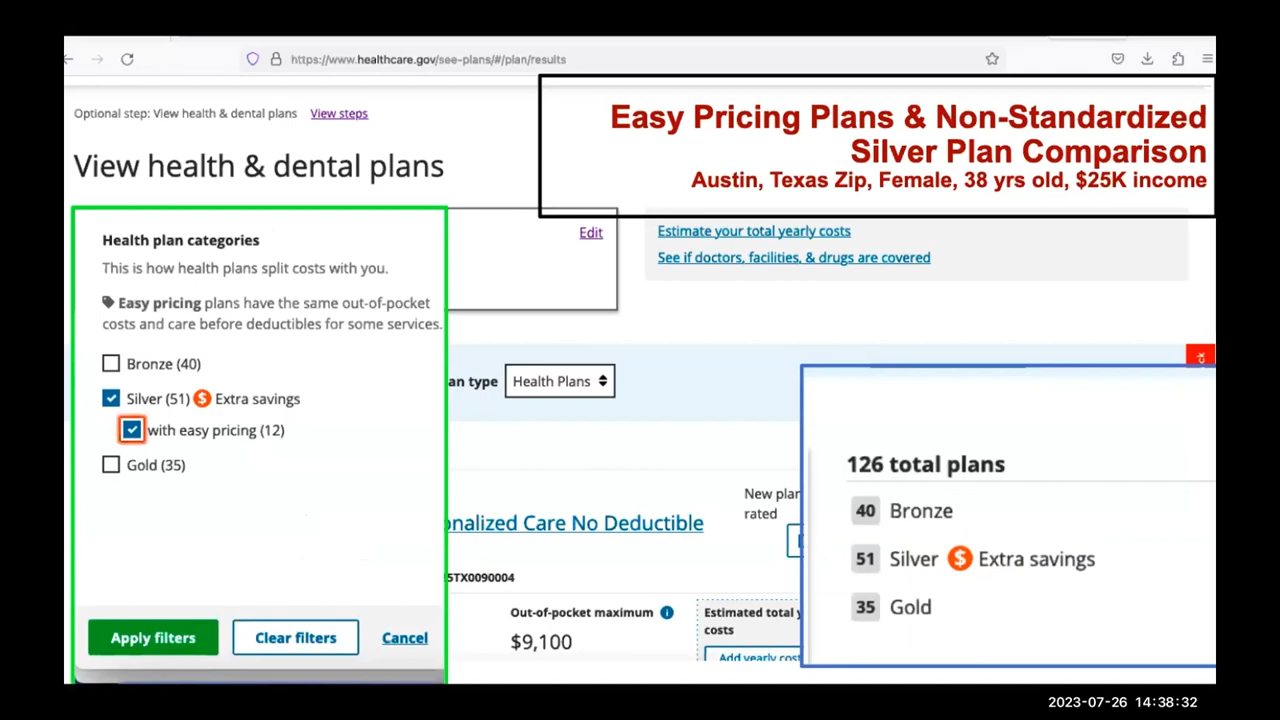 https://www.healthcare.gov/see-plans/#/plan/results
Easy Pricing Plans & Non-Standardized
Silver Plan Comparison
Austin, Texas Zip, Female, 38 yrs old, $25K income
Optional step: View health & dental plans View steps
View health & dental plans
Edit
Estimate your total yearly costs
See if doctors, facilities, & drugs are covered
Health plan categories
This is how health plans split costs with you.
Easy pricing plans have the same out-of-pocket
costs and care before deductibles for some services.
Bronze (40)
Silver (51) $ Extra savings
with easy pricing (12)
Gold (35)
Apply filters Clear filters Cancel
an type Health Plans
ck
New plan
rated
onalized Care No Deductible
5TX0090004
Out-of-pocket maximum i
$9,100
Estimated total y
costs
Add yearly cost
126 total plans
40 Bronze
51 Silver $ Extra savings
35 Gold
2023-07-26 14:38:32